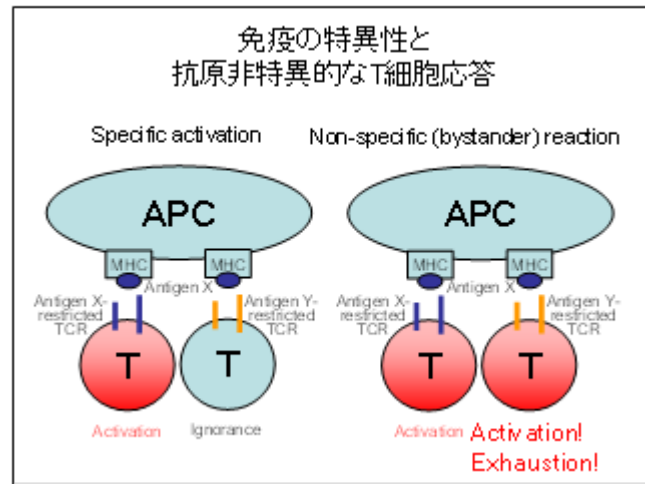 免疫の特異性と
抗原非特異的なT細胞応答
Specific activation
Non-specific (bystander) reaction
APC
APC
MHC
MHC
MHC
MHC
Antigen X
Antigen X
Antigen X-
restricted
TCR
Antigen Y-
restricted
TCR
Antigen X-
restricted
TCR
Antigen Y-
restricted
TCR
T
T
T
T
Activation
Ignorance
Activation
Activation!
Exhaustion!